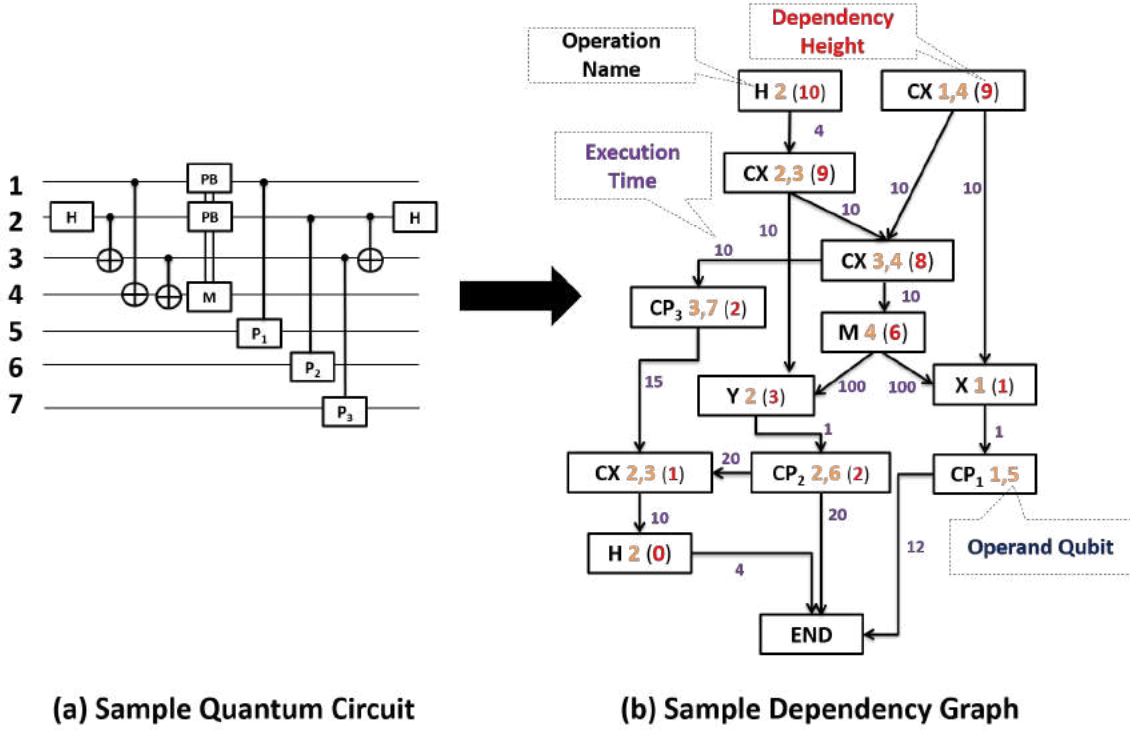 Operation
Name
Dependency
Height
H 2 (10)
CX 1,4 (9)
4
Execution
Time
CX 2,3 (9)
10
10
10
10
10
CX 3,4 (8)
CP₃ 3,7 (2)
10
M 4 (6)
15
100
100
Y 2 (3)
X 1 (1)
1
1
CX 2,3 (1)
20
CP₂ 2,6 (2)
CP₁ 1,5
10
20
12
Operand Qubit
H 2 (0)
4
END
1
PB
2
H
PB
H
3
4
M
5
P₁
6
P₂
7
P₃
(a) Sample Quantum Circuit
(b) Sample Dependency Graph